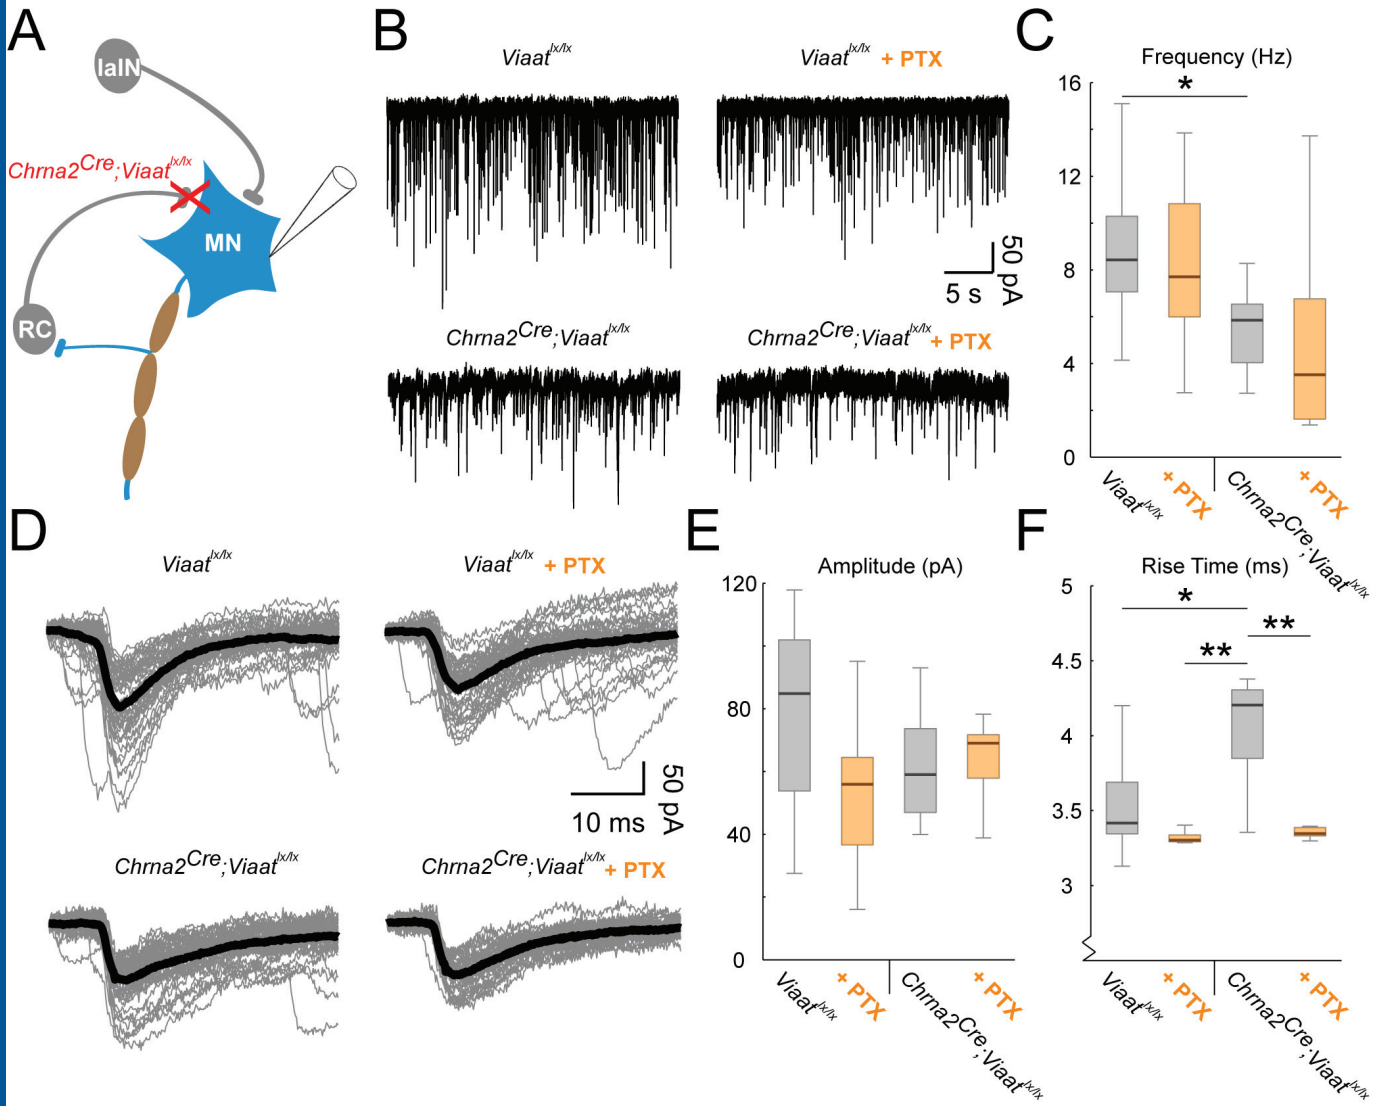 A
IaIN
Chrna2Cre;Viaatlx/lx
MN
RC
B
Viaatlx/lx
Viaatlx/lx + PTX
50 pA
5 s
Chrna2Cre;Viaatlx/lx
Chrna2Cre;Viaatlx/lx + PTX
C
Frequency (Hz)
16
*
12
8
4
0
Viaatlx/lx
+ PTX
Chrna2Cre;Viaatlx/lx
+ PTX
D
Viaatlx/lx
Viaatlx/lx + PTX
50 pA
10 ms
Chrna2Cre;Viaatlx/lx
Chrna2Cre;Viaatlx/lx + PTX
E
Amplitude (pA)
120
80
40
0
Viaatlx/lx
+ PTX
Chrna2Cre;Viaatlx/lx
+ PTX
F
Rise Time (ms)
5
*
**
**
4.5
4
3.5
3
Viaatlx/lx
+ PTX
Chrna2Cre;Viaatlx/lx
+ PTX